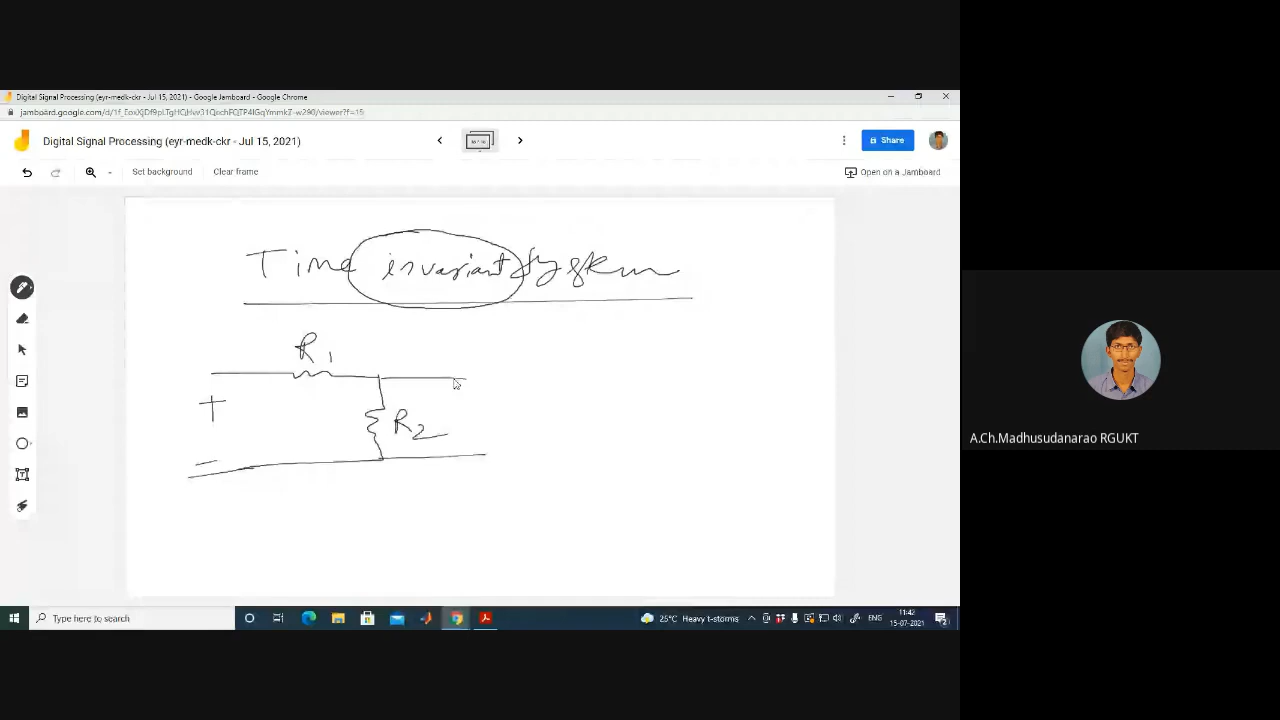 Digital Signal Processing (eyr-medk-ckr - Jul 15, 2021) - Google Jamboard - Google Chrome
Digital Signal Processing (eyr-medk-ckr - Jul 15, 2021)
Share
Set background
Clear frame
Open on a Jamboard
Time invariant System
R1
+
R2
-
A.Ch.Madhusudanarao RGUKT
Type here to search
25°C Heavy t-storms
ENG
11:42
15-07-2021